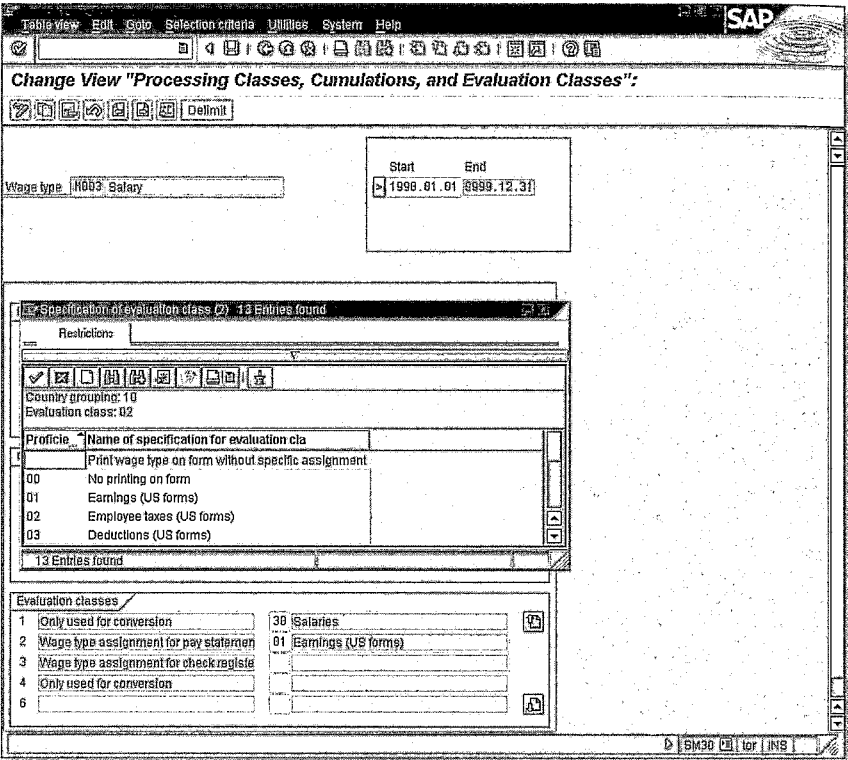 Table view Edit Goto Selection criteria Utilities System Help
SAP
Change View "Processing Classes, Cumulations, and Evaluation Classes":
Delimit
Start End
Wage type M003 Salary
1990.01.01 9999.12.31
Specification of evaluation class (2) 13 Entries found
Restrictions
Country grouping: 10
Evaluation class: 02
Proficie... Name of specification for evaluation cla
Print wage type on form without specific assignment
00 No printing on form
01 Earnings (US forms)
02 Employee taxes (US forms)
03 Deductions (US forms)
13 Entries found
Evaluation classes
1 Only used for conversion 30 Salaries
2 Wage type assignment for pay statemen 01 Earnings (US forms)
3 Wage type assignment for check registe
4 Only used for conversion
6
SM30 tor INS